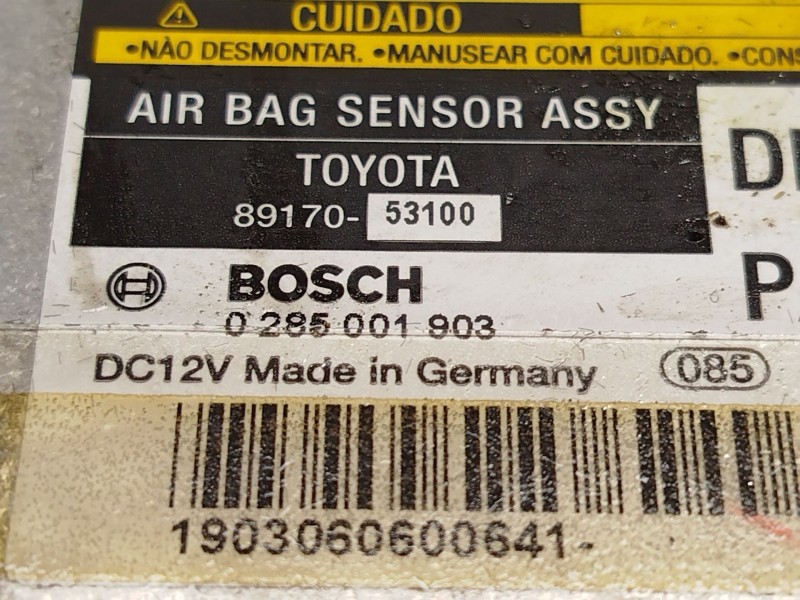 CUIDADO
•NÃO DESMONTAR. •MANUSEAR COM CUIDADO.
AIR BAG SENSOR ASSY
TOYOTA
89170- 53100
BOSCH
0 285 001 903
DC12V Made in Germany 085
1903060600641-